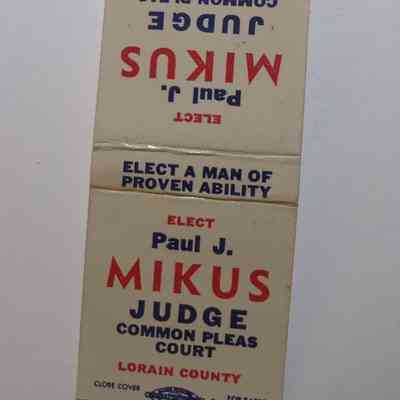 COMMON PLEAS
JUDGE
MIKUS
Paul J.
ELECT
ELECT A MAN OF
PROVEN ABILITY
ELECT
Paul J.
MIKUS
JUDGE
COMMON PLEAS
COURT
LORAIN COUNTY
CLOSE COVER